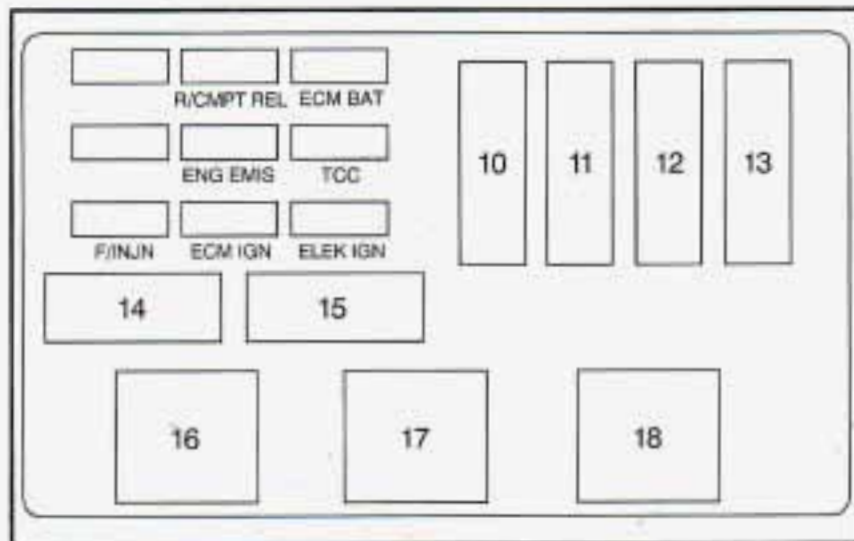 R/CMPT REL ECM BAT
ENG EMIS TCC
F/INJN ECM IGN ELEK IGN
10 11 12 13
14 15
16 17 18